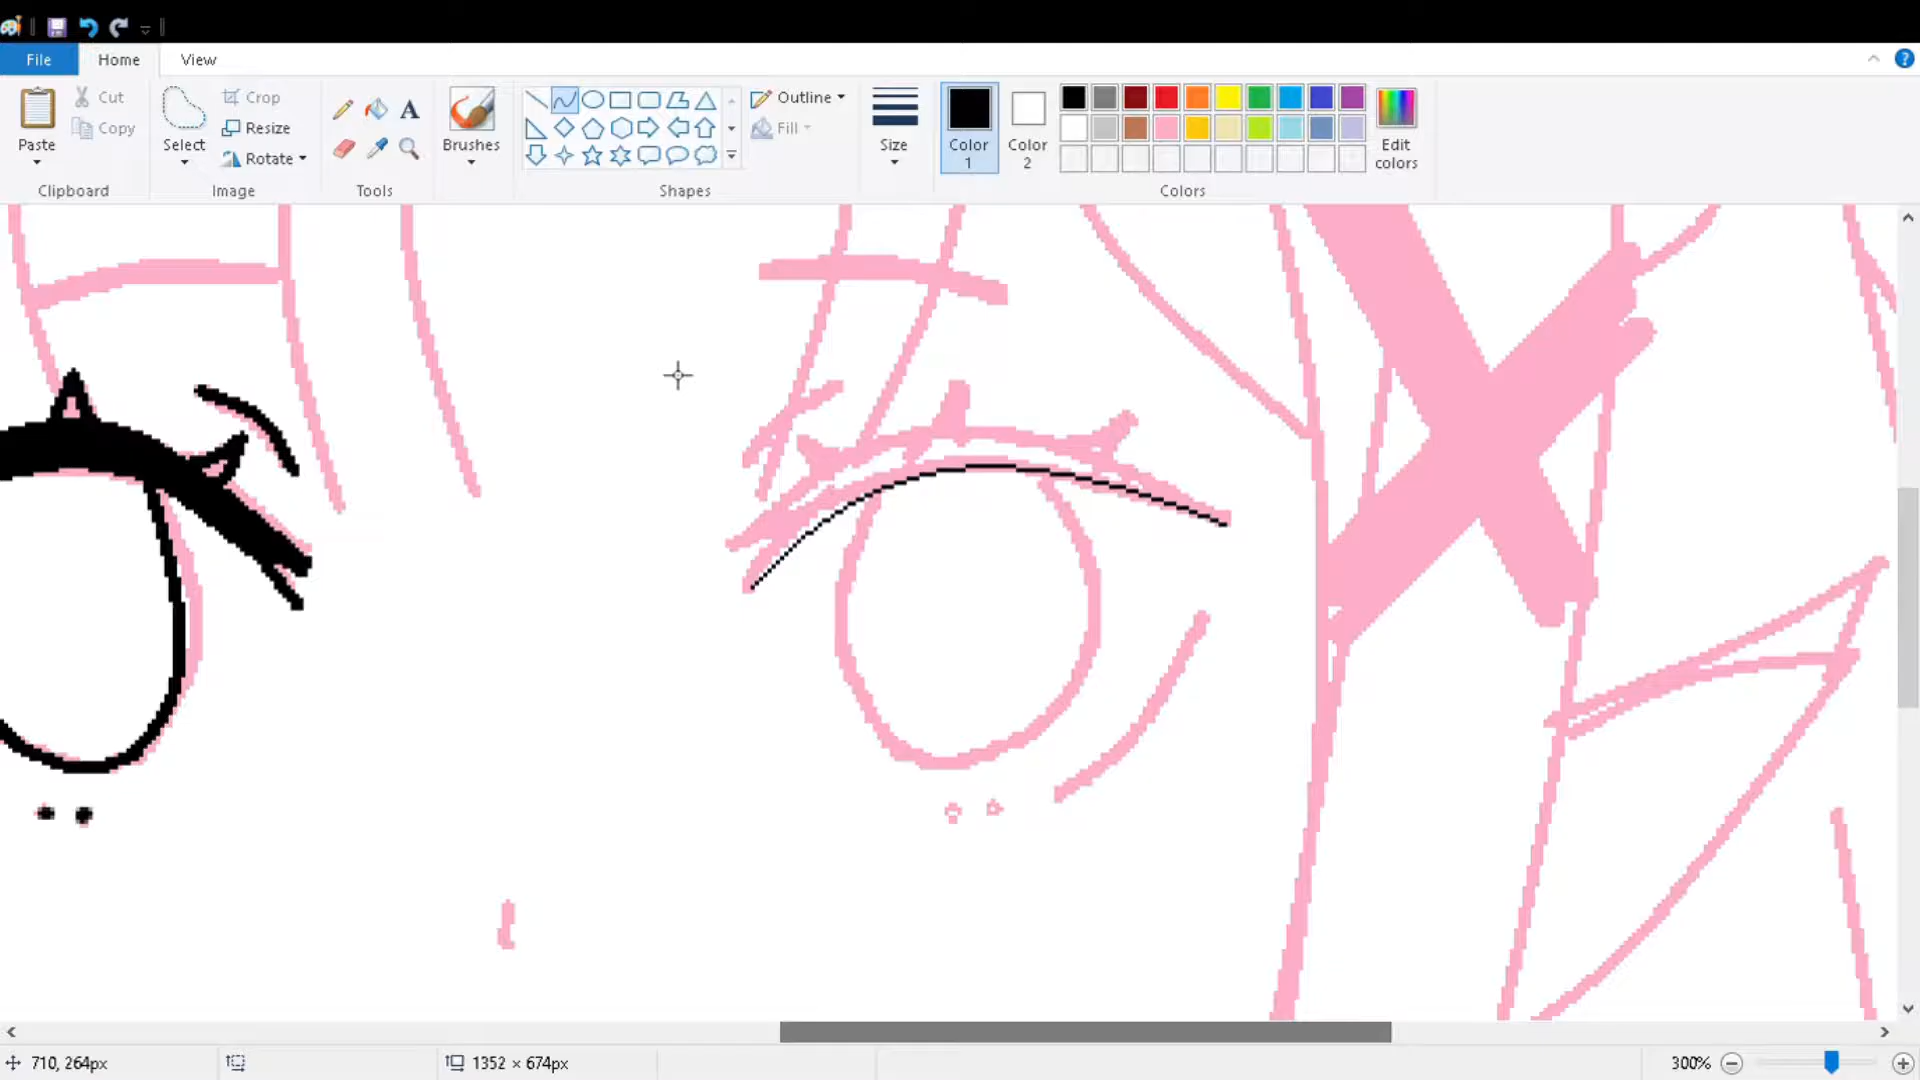 File Home View
Paste Cut Copy
Clipboard
Select Crop Resize Rotate
Image
A
Tools
Brushes
Outline Fill
Shapes
Size
Color 1
Color 2
Edit colors
Colors
710, 264px
1352 × 674px
300%